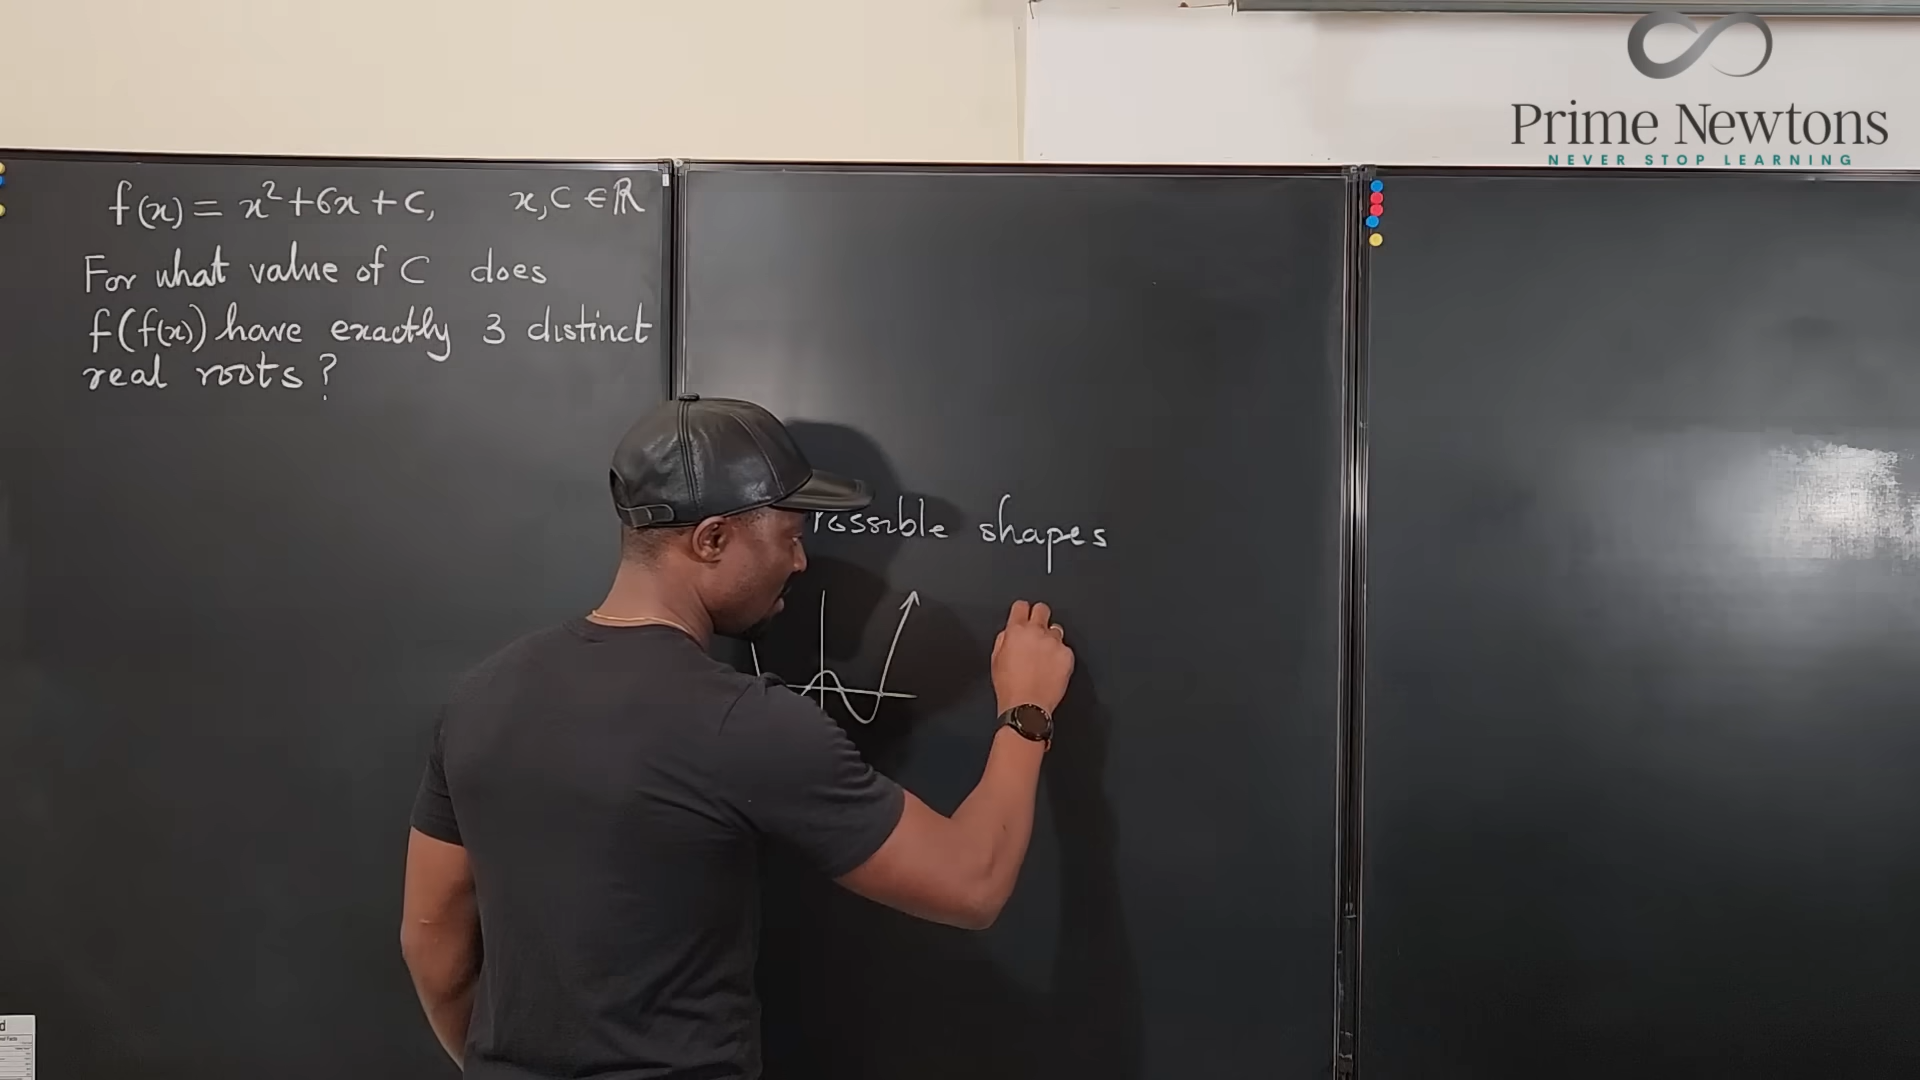 Prime Newtons
NEVER STOP LEARNING
f(x) = x²+6x+C, x,C ∈ ℝ
For what value of C does
f(f(x)) have exactly 3 distinct
real roots?
Possible shapes